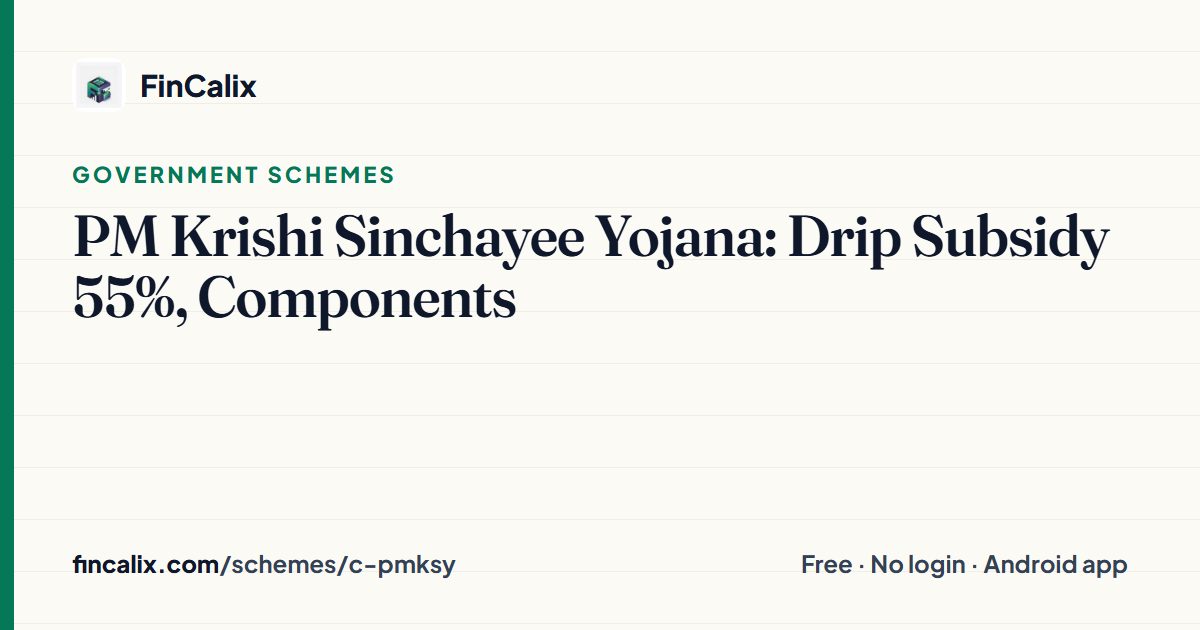 FinCalix
GOVERNMENT SCHEMES
PM Krishi Sinchayee Yojana: Drip Subsidy
55%, Components
fincalix.com/schemes/c-pmksy
Free · No login · Android app